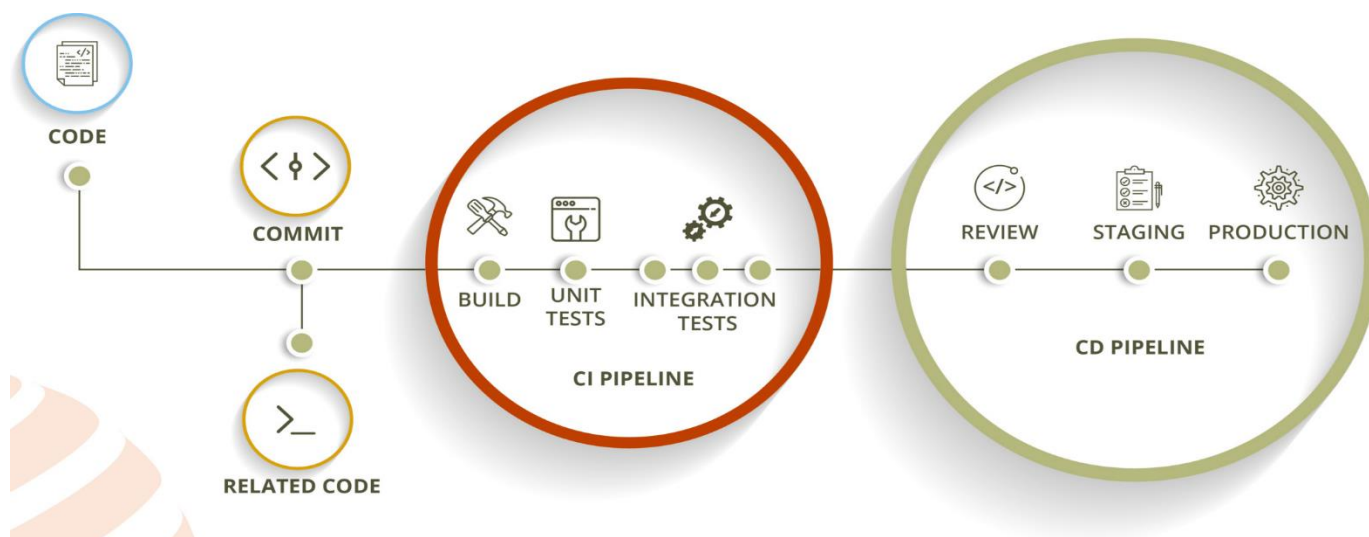 CODE
COMMIT
RELATED CODE
BUILD
UNIT
TESTS
INTEGRATION
TESTS
CI PIPELINE
REVIEW
STAGING
PRODUCTION
CD PIPELINE